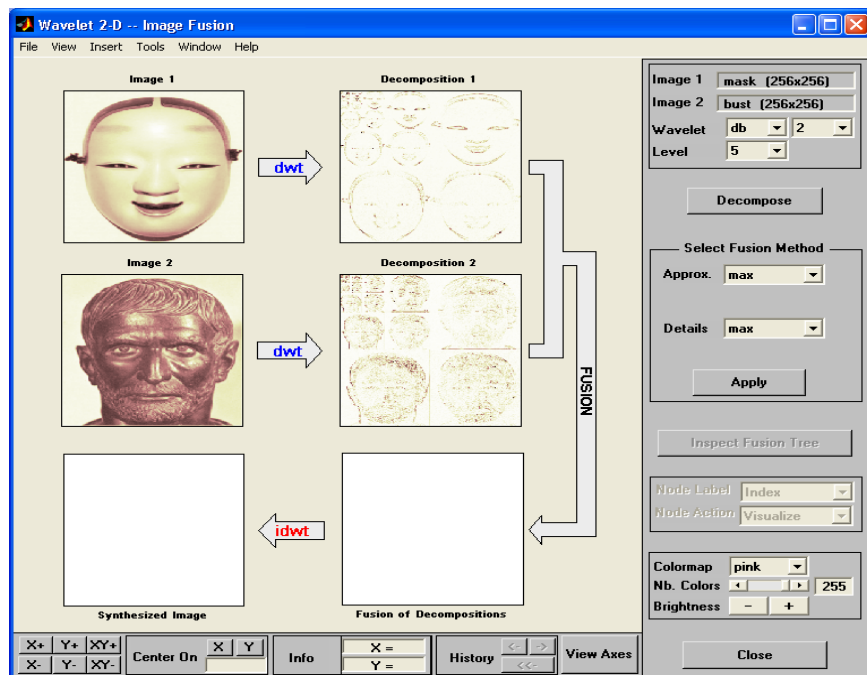 Wavelet 2-D -- Image Fusion
File View Insert Tools Window Help
Image 1
Decomposition 1
dwt
Image 2
Decomposition 2
dwt
FUSION
idwt
Synthesized Image
Fusion of Decompositions
Image 1 mask (256x256)
Image 2 bust (256x256)
Wavelet db 2
Level 5
Decompose
Select Fusion Method
Approx. max
Details max
Apply
Inspect Fusion Tree
Node Label Index
Node Action Visualize
Colormap pink
Nb. Colors 255
Brightness - +
Close
X+ Y+ XY+
X- Y- XY-
Center On X Y
Info X =
Y =
History <- ->
<<-
View Axes